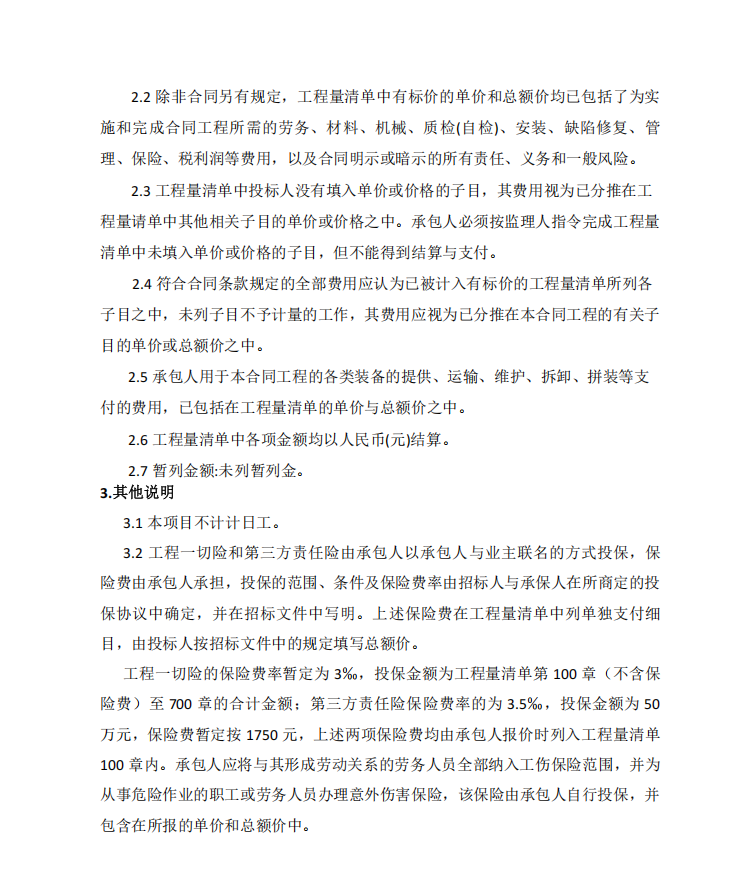 2.2 除非合同另有规定，工程量清单中有标价的单价和总额价均已包括了为实
施和完成合同工程所需的劳务、材料、机械、质检(自检)、安装、缺陷修复、管
理、保险、税利润等费用，以及合同明示或暗示的所有责任、义务和一般风险。
2.3 工程量清单中投标人没有填入单价或价格的子目，其费用视为已分推在工
程量请单中其他相关子目的单价或价格之中。承包人必须按监理人指令完成工程量
清单中未填入单价或价格的子目，但不能得到结算与支付。
2.4 符合合同条款规定的全部费用应认为已被计入有标价的工程量清单所列各
子目之中，未列子目不予计量的工作，其费用应视为已分推在本合同工程的有关子
目的单价或总额价之中。
2.5 承包人用于本合同工程的各类装备的提供、运输、维护、拆卸、拼装等支
付的费用，已包括在工程量清单的单价与总额价之中。
2.6 工程量清单中各项金额均以人民币(元)结算。
2.7 暂列金额:未列暂列金。
3.其他说明
3.1 本项目不计计日工。
3.2 工程一切险和第三方责任险由承包人以承包人与业主联名的方式投保，保
险费由承包人承担，投保的范围、条件及保险费率由招标人与承保人在所商定的投
保协议中确定，并在招标文件中写明。上述保险费在工程量清单中列单独支付细
目，由投标人按招标文件中的规定填写总额价。
工程一切险的保险费率暂定为 3‰，投保金额为工程量清单第 100 章（不含保
险费）至 700 章的合计金额；第三方责任险保险费率的为 3.5‰，投保金额为 50
万元，保险费暂定按 1750 元，上述两项保险费均由承包人报价时列入工程量清单
100 章内。承包人应将与其形成劳动关系的劳务人员全部纳入工伤保险范围，并为
从事危险作业的职工或劳务人员办理意外伤害保险，该保险由承包人自行投保，并
包含在所报的单价和总额价中。